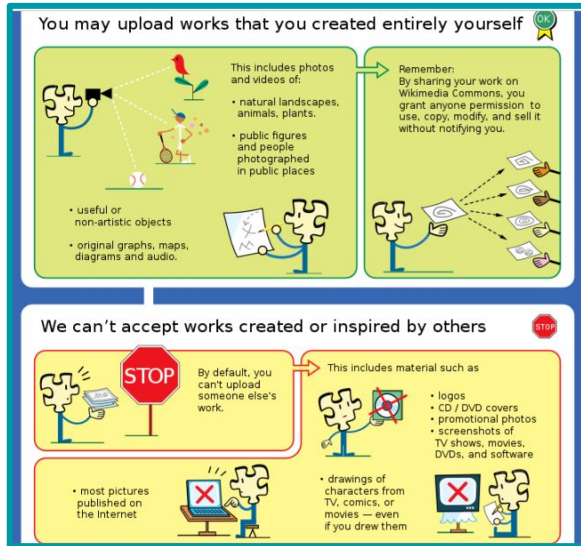 You may upload works that you created entirely yourself
OK
This includes photos
and videos of:
• natural landscapes,
animals, plants.
• public figures
and people
photographed
in public places
• useful or
non-artistic objects
• original graphs, maps,
diagrams and audio.
Remember:
By sharing your work on
Wikimedia Commons, you
grant anyone permission to
use, copy, modify, and sell it
without notifying you.
We can’t accept works created or inspired by others
STOP
STOP
By default, you
can't upload
someone else's
work.
This includes material such as
• logos
• CD / DVD covers
• promotional photos
• screenshots of
TV shows, movies,
DVDs, and software
• most pictures
published on
the Internet
• drawings of
characters from
TV, comics, or
movies — even
if you drew them